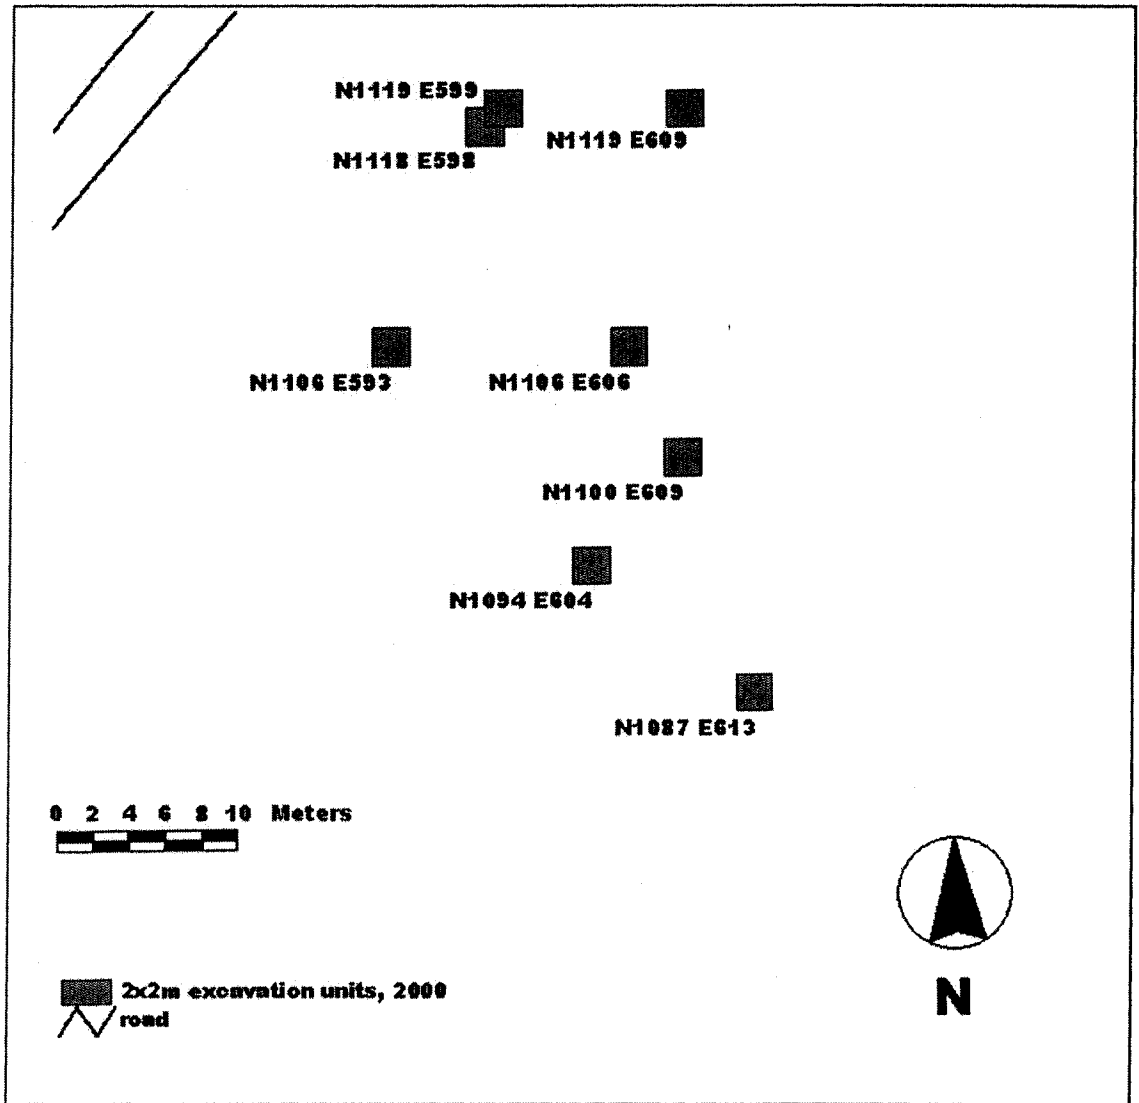 N1119 E599
N1119 E609
N1118 E598
N1106 E593
N1106 E606
N1100 E609
N1094 E604
N1087 E613
0 2 4 6 8 10 Meters
N
2x2m excavation units, 2000
road